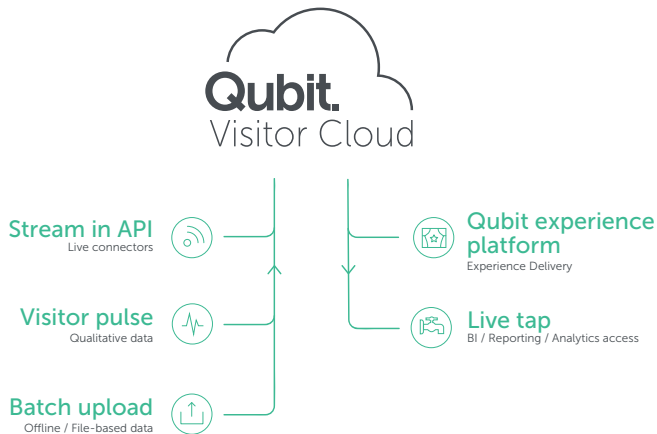 Qubit.
Visitor Cloud
Stream in API
Live connectors
Visitor pulse
Qualitative data
Batch upload
Offline / File-based data
Qubit experience
platform
Experience Delivery
Live tap
BI / Reporting / Analytics access